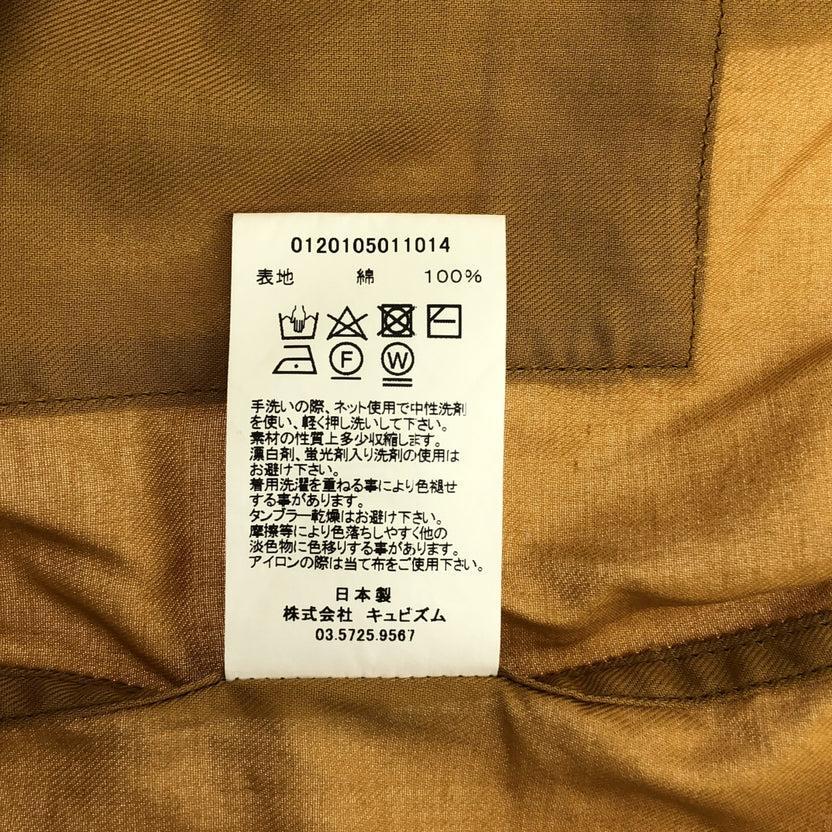 0120105011014
表地 綿 100%
F W
手洗いの際、ネット使用で中性洗剤
を使い、軽く押し洗いして下さい。
素材の性質上多少収縮します。
漂白剤、蛍光剤入り洗剤の使用は
お避け下さい。
着用洗濯を重ねる事により色褪せ
する事があります。
タンブラー乾燥はお避け下さい。
摩擦等により色落ちしやすく他の
淡色物に色移りする事があります。
アイロンの際は当て布をご使用下さい。
日本製
株式会社 キュビズム
03.5725.9567